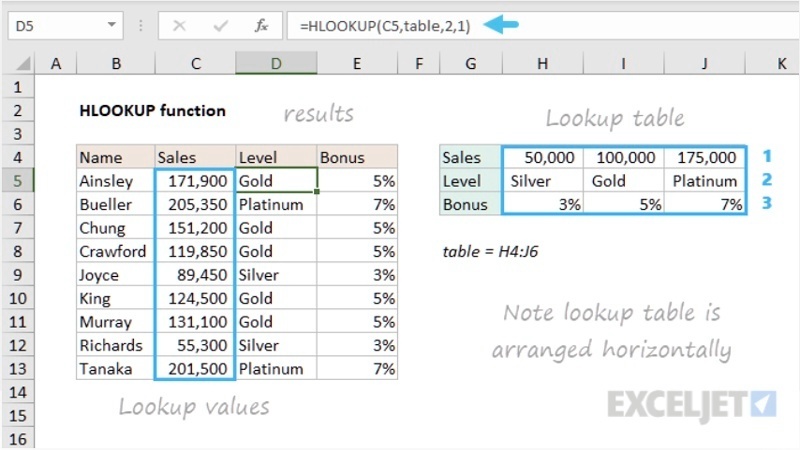 D5 fx =HLOOKUP(C5,table,2,1)
A B C D E F G H I J K
1
2 HLOOKUP function results Lookup table
3
4 Name Sales Level Bonus Sales 50,000 100,000 175,000 1
5 Ainsley 171,900 Gold 5% Level Silver Gold Platinum 2
6 Bueller 205,350 Platinum 7% Bonus 3% 5% 7% 3
7 Chung 151,200 Gold 5%
8 Crawford 119,850 Gold 5% table = H4:J6
9 Joyce 89,450 Silver 3%
10 King 124,500 Gold 5%
11 Murray 131,100 Gold 5% Note lookup table is
12 Richards 55,300 Silver 3% arranged horizontally
13 Tanaka 201,500 Platinum 7%
14
15 Lookup values EXCELJET
16